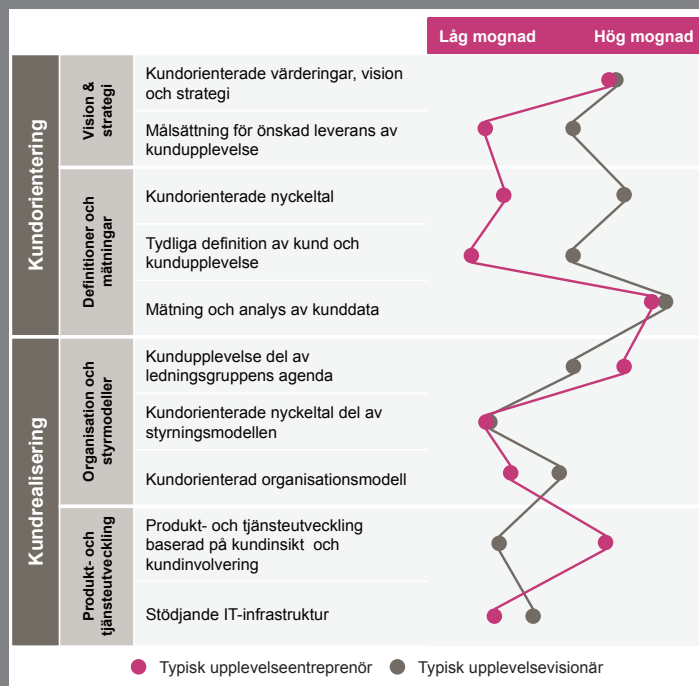 Låg mognad Hög mognad
Kundorientering
Vision &
strategi
Kundorienterade värderingar, vision
och strategi
Målsättning för önskad leverans av
kundupplevelse
Definitioner och
mätningar
Kundorienterade nyckeltal
Tydliga definition av kund och
kundupplevelse
Mätning och analys av kunddata
Kundrealisering
Organisation och
styrmodeller
Kundupplevelse del av
ledningsgruppens agenda
Kundorienterade nyckeltal del av
styrningsmodellen
Kundorienterad organisationsmodell
Produkt- och
tjänsteutveckling
Produkt- och tjänsteutveckling
baserad på kundinsikt och
kundinvolvering
Stödjande IT-infrastruktur
Typisk upplevelseentreprenör Typisk upplevelsevisionär